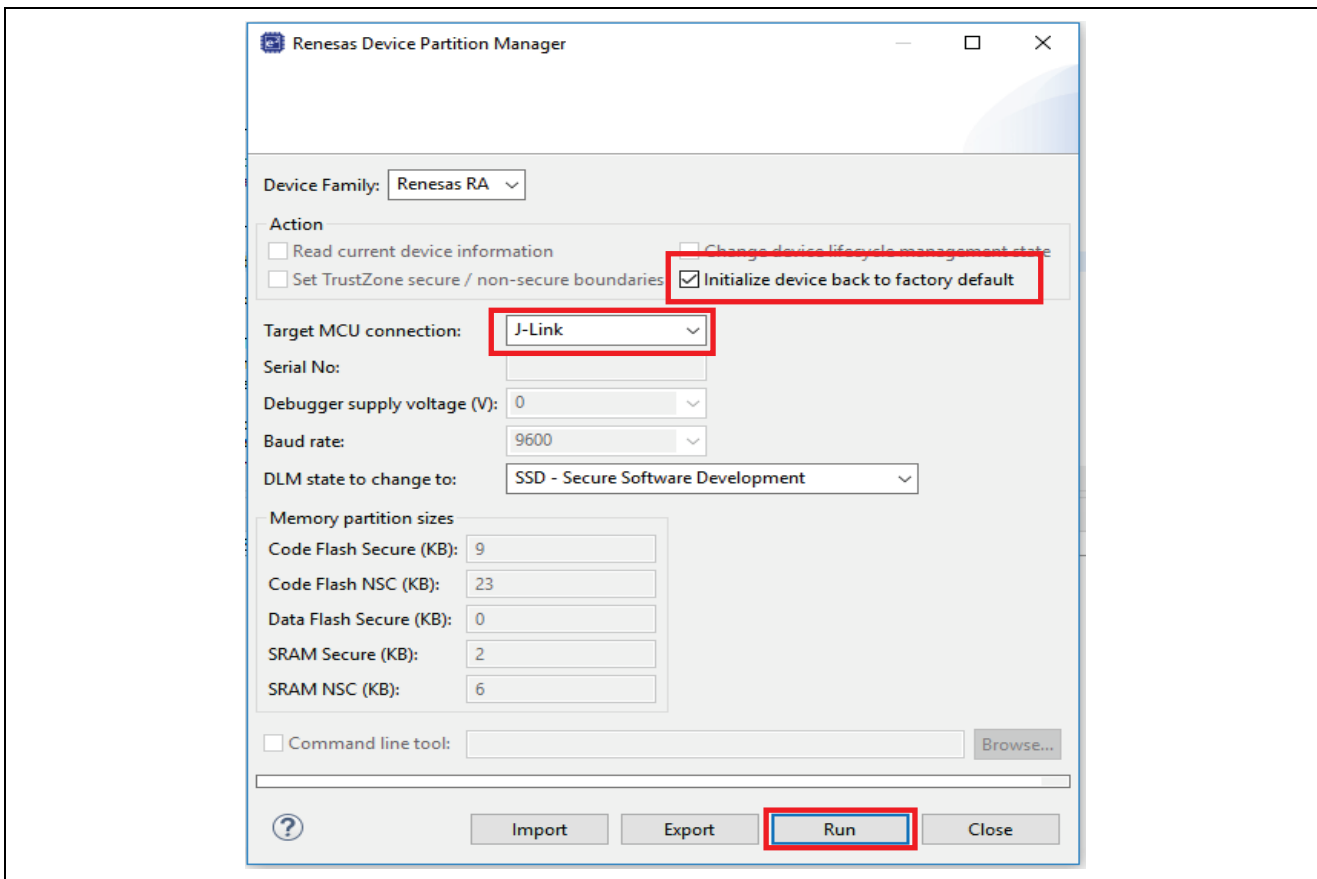 Renesas Device Partition Manager
Device Family: Renesas RA
Action
Read current device information Change device lifecycle management state
Set TrustZone secure / non-secure boundaries Initialize device back to factory default
Target MCU connection: J-Link
Serial No:
Debugger supply voltage (V): 0
Baud rate: 9600
DLM state to change to: SSD - Secure Software Development
Memory partition sizes
Code Flash Secure (KB): 9
Code Flash NSC (KB): 23
Data Flash Secure (KB): 0
SRAM Secure (KB): 2
SRAM NSC (KB): 6
Command line tool: Browse...
? Import Export Run Close